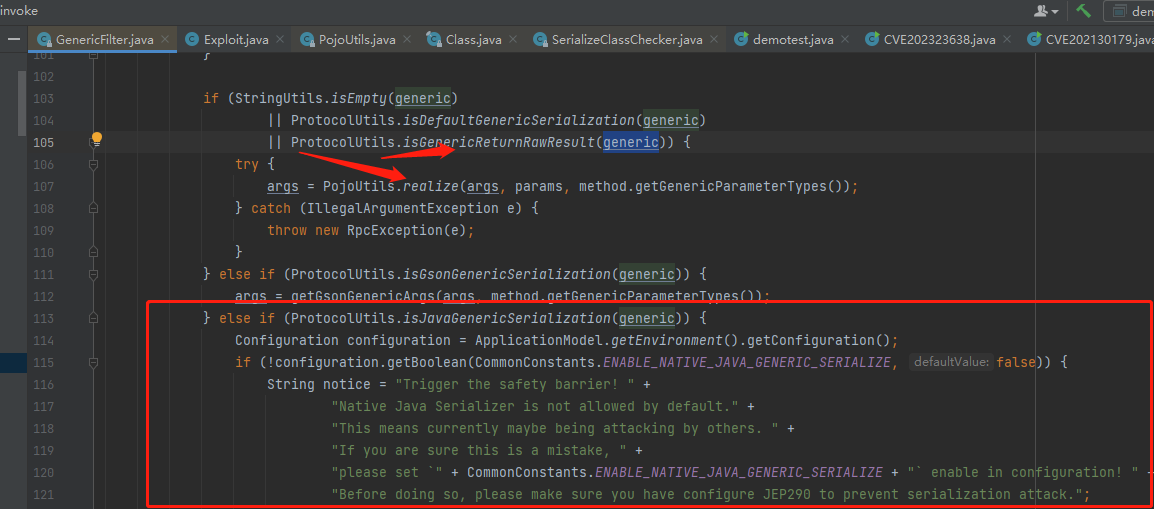 invoke
dem
GenericFilter.java × Exploit.java × PojoUtils.java × Class.java × SerializeClassChecker.java × demotest.java × CVE202323638.java × CVE202130179.java
101 }
102
103 if (StringUtils.isEmpty(generic)
104 || ProtocolUtils.isDefaultGenericSerialization(generic)
105 || ProtocolUtils.isGenericReturnRawResult(generic)) {
106 try {
107 args = PojoUtils.realize(args, params, method.getGenericParameterTypes());
108 } catch (IllegalArgumentException e) {
109 throw new RpcException(e);
110 }
111 } else if (ProtocolUtils.isGsonGenericSerialization(generic)) {
112 args = getGsonGenericArgs(args, method.getGenericParameterTypes());
113 } else if (ProtocolUtils.isJavaGenericSerialization(generic)) {
114 Configuration configuration = ApplicationModel.getEnvironment().getConfiguration();
115 if (!configuration.getBoolean(CommonConstants.ENABLE_NATIVE_JAVA_GENERIC_SERIALIZE, defaultValue: false)) {
116 String notice = "Trigger the safety barrier! " +
117 "Native Java Serializer is not allowed by default." +
118 "This means currently maybe being attacking by others. " +
119 "If you are sure this is a mistake, " +
120 "please set `" + CommonConstants.ENABLE_NATIVE_JAVA_GENERIC_SERIALIZE + "` enable in configuration! " +
121 "Before doing so, please make sure you have configure JEP290 to prevent serialization attack.";